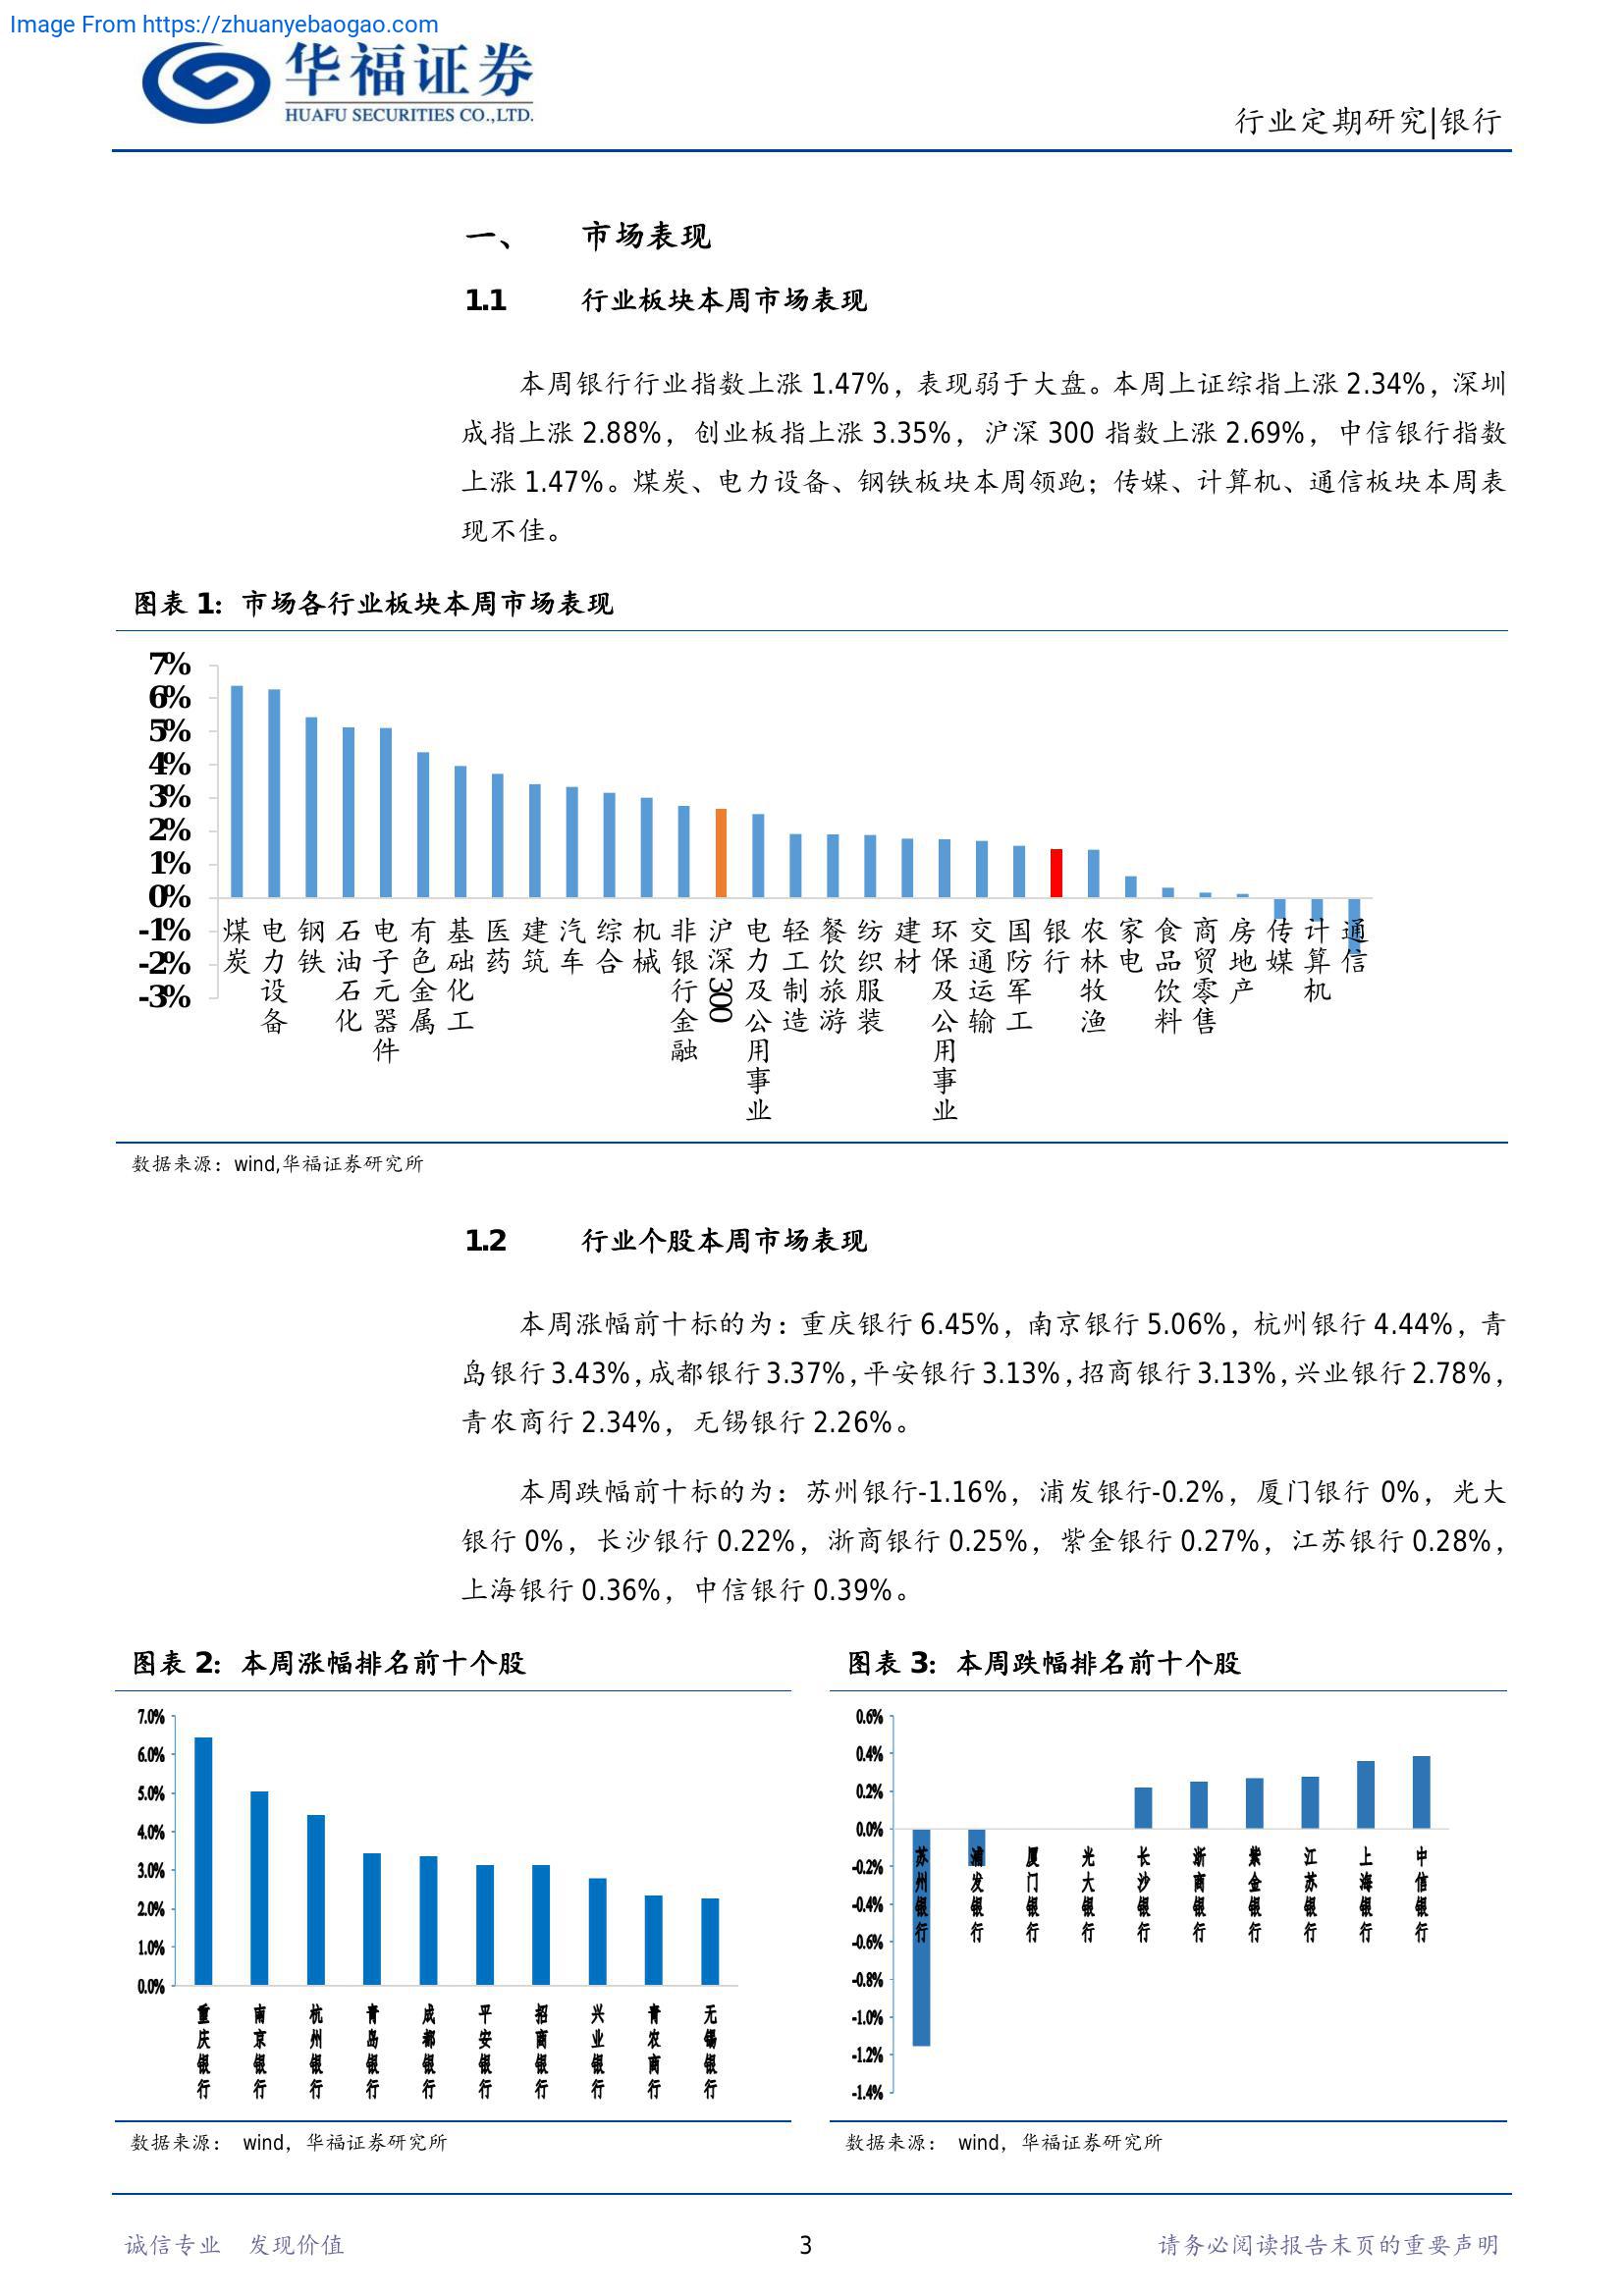 Image From https://zhuanyebaogao.com
华福证券
HUAFU SECURITIES CO.,LTD.
行业定期研究|银行
一、 市场表现
1.1 行业板块本周市场表现
本周银行行业指数上涨 1.47%，表现弱于大盘。本周上证综指上涨 2.34%，深圳
成指上涨 2.88%，创业板指上涨 3.35%，沪深 300 指数上涨 2.69%，中信银行指数
上涨 1.47%。煤炭、电力设备、钢铁板块本周领跑；传媒、计算机、通信板块本周表
现不佳。
图表 1：市场各行业板块本周市场表现
7%
6%
5%
4%
3%
2%
1%
0%
-1%
-2%
-3%
煤炭
电力设备
钢铁
石油石化
电子元器件
有色金属
基础化工
医药
建筑
汽车
综合
机械
非银行金融
沪深300
电力及公用事业
轻工制造
餐饮旅游
纺织服装
建材
环保及公用事业
交通运输
国防军工
银行
农林牧渔
家电
食品饮料
商贸零售
房地产
传媒
计算机
通信
数据来源：wind,华福证券研究所
1.2 行业个股本周市场表现
本周涨幅前十标的为：重庆银行 6.45%，南京银行 5.06%，杭州银行 4.44%，青
岛银行 3.43%，成都银行 3.37%，平安银行 3.13%，招商银行 3.13%，兴业银行 2.78%，
青农商行 2.34%，无锡银行 2.26%。
本周跌幅前十标的为：苏州银行-1.16%，浦发银行-0.2%，厦门银行 0%，光大
银行 0%，长沙银行 0.22%，浙商银行 0.25%，紫金银行 0.27%，江苏银行 0.28%，
上海银行 0.36%，中信银行 0.39%。
图表 2：本周涨幅排名前十个股
7.0%
6.0%
5.0%
4.0%
3.0%
2.0%
1.0%
0.0%
重庆银行
南京银行
杭州银行
青岛银行
成都银行
平安银行
招商银行
兴业银行
青农商行
无锡银行
数据来源： wind，华福证券研究所
图表 3：本周跌幅排名前十个股
0.6%
0.4%
0.2%
0.0%
-0.2%
-0.4%
-0.6%
-0.8%
-1.0%
-1.2%
-1.4%
苏州银行
浦发银行
厦门银行
光大银行
长沙银行
浙商银行
紫金银行
江苏银行
上海银行
中信银行
数据来源： wind，华福证券研究所
诚信专业 发现价值
3
请务必阅读报告末页的重要声明